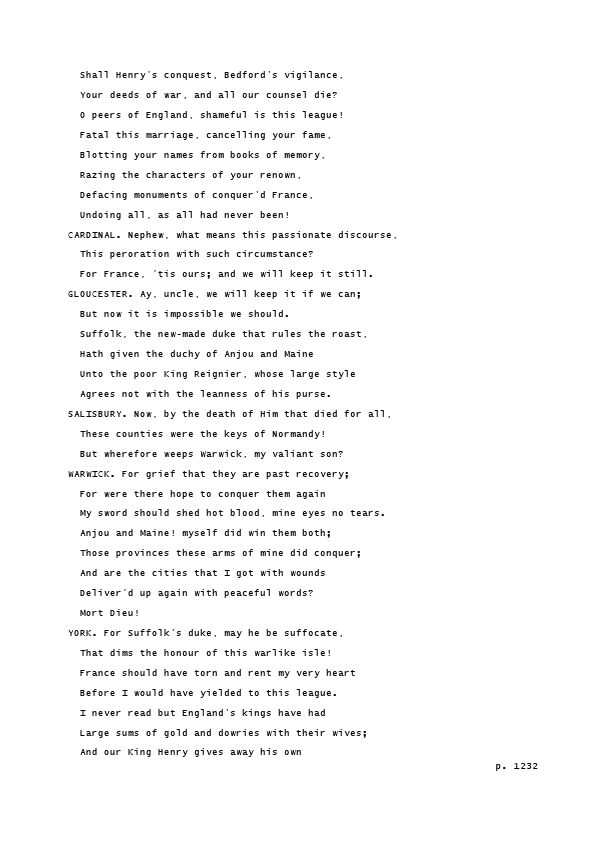 Shall Henry's conquest, Bedford's vigilance,
Your deeds of war, and all our counsel die?
O peers of England, shameful is this league!
Fatal this marriage, cancelling your fame,
Blotting your names from books of memory,
Razing the characters of your renown,
Defacing monuments of conquer'd France,
Undoing all, as all had never been!
CARDINAL. Nephew, what means this passionate discourse,
This peroration with such circumstance?
For France, 'tis ours; and we will keep it still.
GLOUCESTER. Ay, uncle, we will keep it if we can;
But now it is impossible we should.
Suffolk, the new-made duke that rules the roast,
Hath given the duchy of Anjou and Maine
Unto the poor King Reignier, whose large style
Agrees not with the leanness of his purse.
SALISBURY. Now, by the death of Him that died for all,
These counties were the keys of Normandy!
But wherefore weeps Warwick, my valiant son?
WARWICK. For grief that they are past recovery;
For were there hope to conquer them again
My sword should shed hot blood, mine eyes no tears.
Anjou and Maine! myself did win them both;
Those provinces these arms of mine did conquer;
And are the cities that I got with wounds
Deliver'd up again with peaceful words?
Mort Dieu!
YORK. For Suffolk's duke, may he be suffocate,
That dims the honour of this warlike isle!
France should have torn and rent my very heart
Before I would have yielded to this league.
I never read but England's kings have had
Large sums of gold and dowries with their wives;
And our King Henry gives away his own
p. 1232